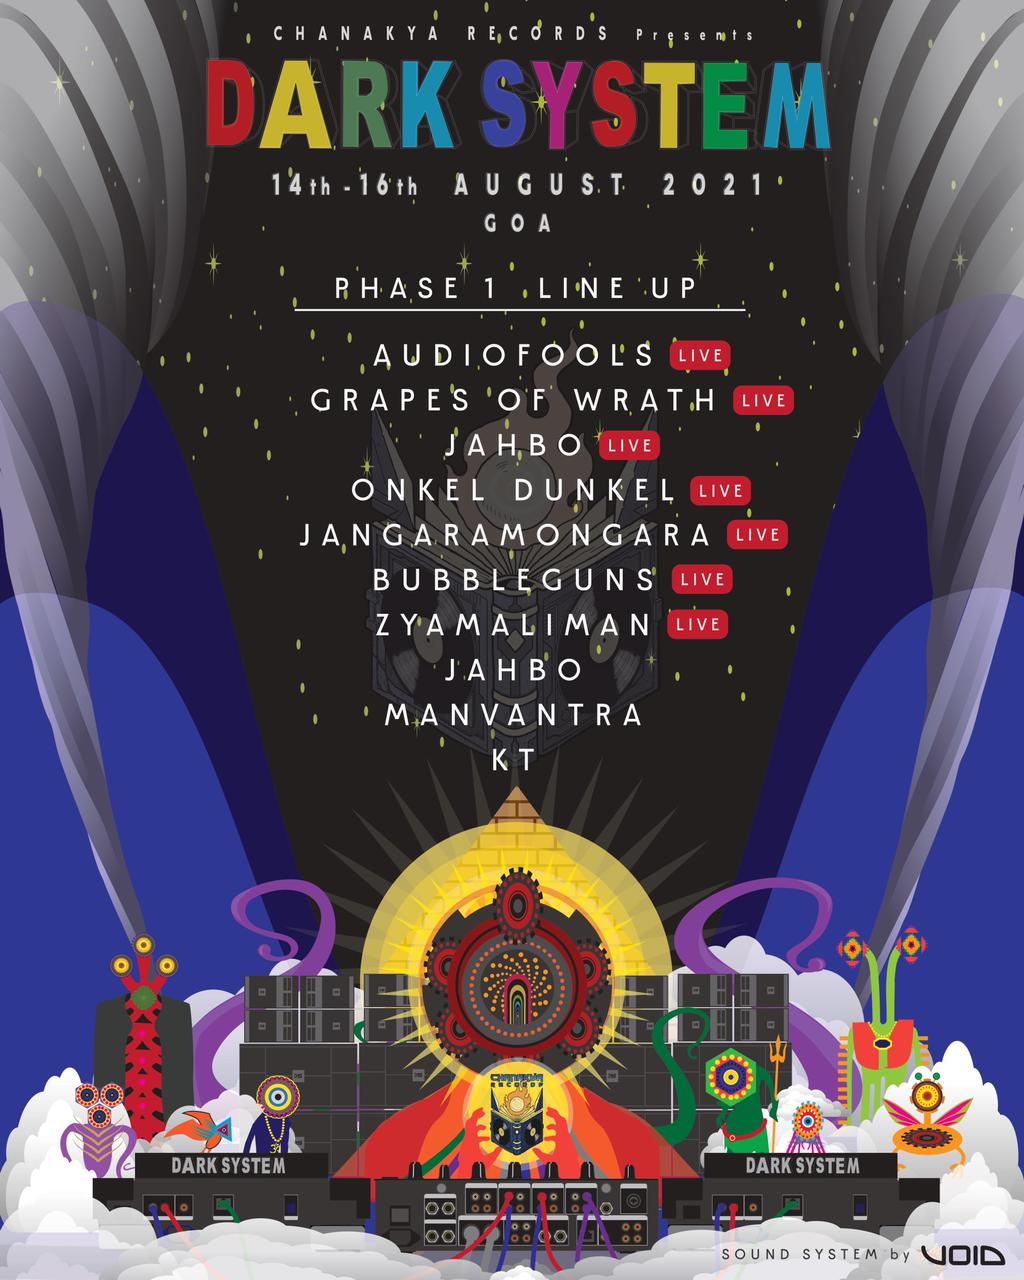 CHANAKYA RECORDS Presents
DARK SYSTEM
14th - 16th AUGUST 2021
GOA
PHASE 1 LINE UP
AUDIOFOOLS LIVE
GRAPES OF WRATH LIVE
JAHBO LIVE
ONKEL DUNKEL LIVE
JANGARAMONGARA LIVE
BUBBLEGUNS LIVE
ZYAMALIMAN LIVE
JAHBO
MANVANTRA
KT
CHANAKYA
RECORDS
DARK SYSTEM DARK SYSTEM
SOUND SYSTEM by VOID